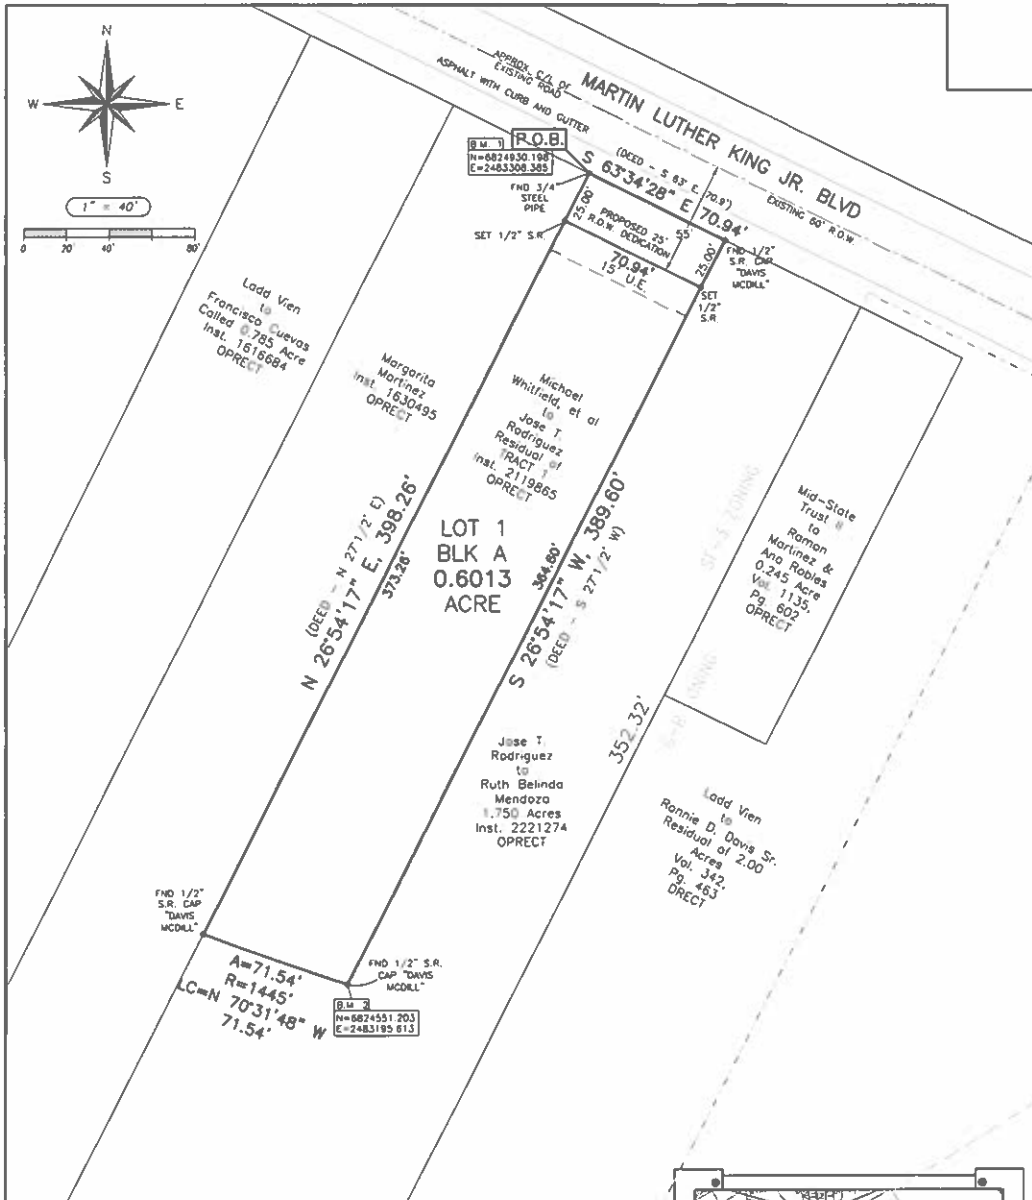 N
W E
S
1" = 40'
0 20 40 80'
APPROX. C/L OF
EXISTING ROAD
ASPHALT WITH CURB AND GUTTER
MARTIN LUTHER KING JR. BLVD
EXISTING 60' R.O.W.
B.M. 1
N=6824930.198
E=2483308.385
P.O.B.
(DEED - S 63° E, 70.9')
S 63°34'28" E 70.94'
FND 3/4"
STEEL
PIPE
SET 1/2" S.R.
25.00'
PROPOSED 25'
R.O.W. DEDICATION
55'
25.00'
FND 1/2"
S.R. CAP
"DAVIS
MCDILL"
70.94'
15' U.E.
SET
1/2"
S.R.
Ladd Vien
to
Francisco Cuevas
Called 0.785 Acre
Inst. 1616684
OPRECT
Margarita
Martinez
Inst. 1630495
OPRECT
Michael
Whitfield, et al
to
Jose T.
Rodriguez
Residual of
TRACT 1
Inst. 2119865
OPRECT
(DEED - N 27 1/2° E)
N 26°54'17" E, 398.26'
373.26'
LOT 1
BLK A
0.6013
ACRE
364.60'
S 26°54'17" W, 389.60'
(DEED - S 27 1/2° W)
SF-3 ZONING
Mid-State
Trust II
to
Ramon
Martinez &
Ana Robles
0.245 Acre
Vol. 1135,
Pg. 602
OPRECT
352.32'
Jose T.
Rodriguez
to
Ruth Belinda
Mendoza
1.750 Acres
Inst. 2221274
OPRECT
Ladd Vien
to
Ronnie D. Davis Sr.
Residual of 2.00
Acres
Vol. 342,
Pg. 463
DRECT
FND 1/2"
S.R. CAP
"DAVIS
MCDILL"
A=71.54'
R=1445'
LC=N 70°31'48" W
71.54'
FND 1/2" S.R.
CAP "DAVIS
MCDILL"
B.M. 2
N=6824551.203
E=2483195.613